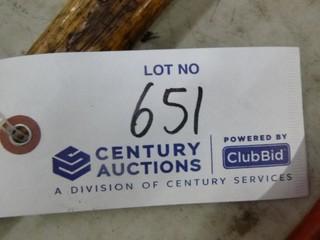 LOT NO
651
CENTURY AUCTIONS
POWERED BY
ClubBid
A DIVISION OF CENTURY SERVICES